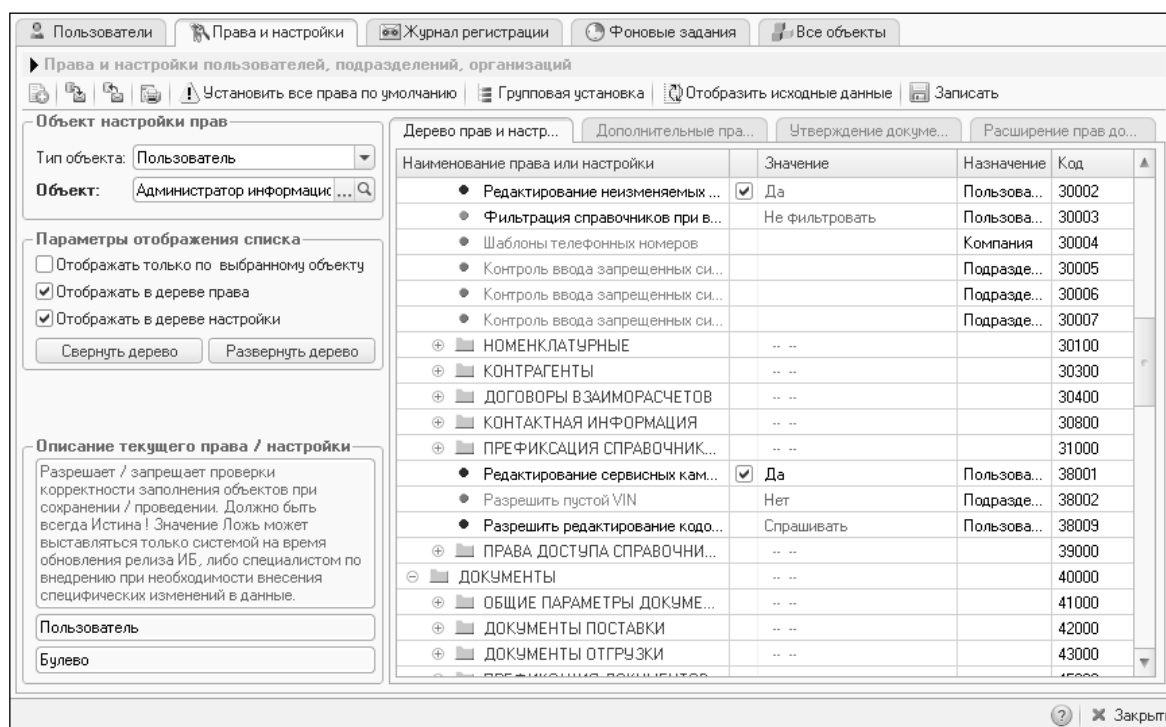 Пользователи Права и настройки Журнал регистрации Фоновые задания Все объекты
Права и настройки пользователей, подразделений, организаций
Установить все права по умолчанию Групповая установка Отобразить исходные данные Записать
Объект настройки прав
Тип объекта: Пользователь
Объект: Администратор информацис ...
Параметры отображения списка
Отображать только по выбранному объекту
Отображать в дереве права
Отображать в дереве настройки
Свернуть дерево Развернуть дерево
Описание текущего права / настройки
Разрешает / запрещает проверки
корректности заполнения объектов при
сохранении / проведении. Должно быть
всегда Истина ! Значение Ложь может
выставляться только системой на время
обновления релиза ИБ, либо специалистом по
внедрению при необходимости внесения
специфических изменений в данные.
Пользователь
Булево
Дерево прав и настр... Дополнительные пра... Утверждение докуме... Расширение прав до...
Наименование права или настройки Значение Назначение Код
Редактирование неизменяемых ... Да Пользова... 30002
Фильтрация справочников при в... Не фильтровать Пользова... 30003
Шаблоны телефонных номеров Компания 30004
Контроль ввода запрещенных си... Подразде... 30005
Контроль ввода запрещенных си... Подразде... 30006
Контроль ввода запрещенных си... Подразде... 30007
НОМЕНКЛАТУРНЫЕ -- -- 30100
КОНТРАГЕНТЫ -- -- 30300
ДОГОВОРЫ ВЗАИМОРАСЧЕТОВ -- -- 30400
КОНТАКТНАЯ ИНФОРМАЦИЯ -- -- 30800
ПРЕФИКСАЦИЯ СПРАВОЧНИК... -- -- 31000
Редактирование сервисных кам... Да Пользова... 38001
Разрешить пустой VIN Нет Подразде... 38002
Разрешить редактирование кодо... Спрашивать Пользова... 38009
ПРАВА ДОСТУПА СПРАВОЧНИ... -- -- 39000
ДОКУМЕНТЫ -- -- 40000
ОБЩИЕ ПАРАМЕТРЫ ДОКУМЕ... -- -- 41000
ДОКУМЕНТЫ ПОСТАВКИ -- -- 42000
ДОКУМЕНТЫ ОТГРУЗКИ -- -- 43000
? Закрыт